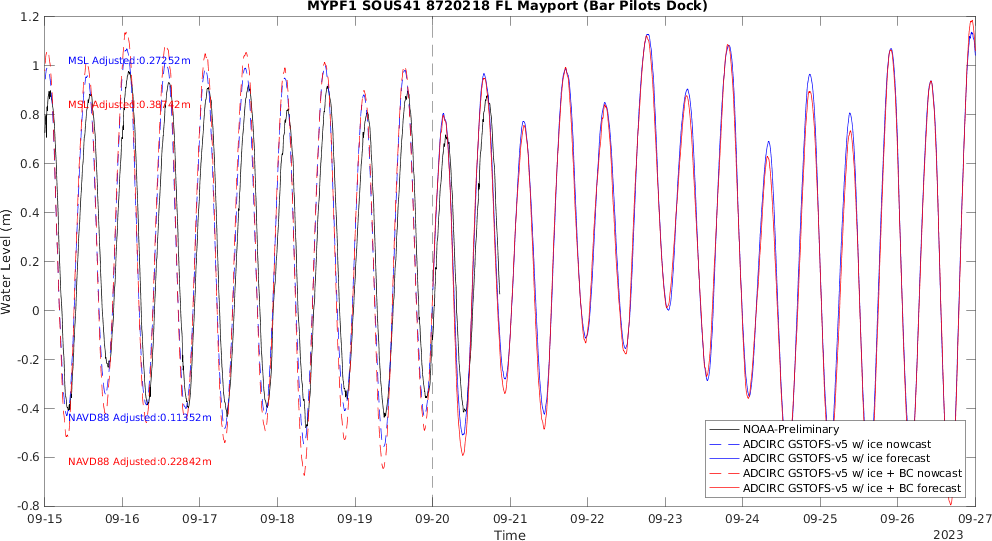 MYPF1 SOUS41 8720218 FL Mayport (Bar Pilots Dock)
1.2
1
0.8
0.6
0.4
0.2
0
-0.2
-0.4
-0.6
-0.8
Water Level (m)
MSL Adjusted:0.27252m
MSL Adjusted:0.38742m
NAVD88 Adjusted:0.11352m
NAVD88 Adjusted:0.22842m
NOAA-Preliminary
ADCIRC GSTOFS-v5 w/ ice nowcast
ADCIRC GSTOFS-v5 w/ ice forecast
ADCIRC GSTOFS-v5 w/ ice + BC nowcast
ADCIRC GSTOFS-v5 w/ ice + BC forecast
09-15 09-16 09-17 09-18 09-19 09-20 09-21 09-22 09-23 09-24 09-25 09-26 09-27
Time
2023